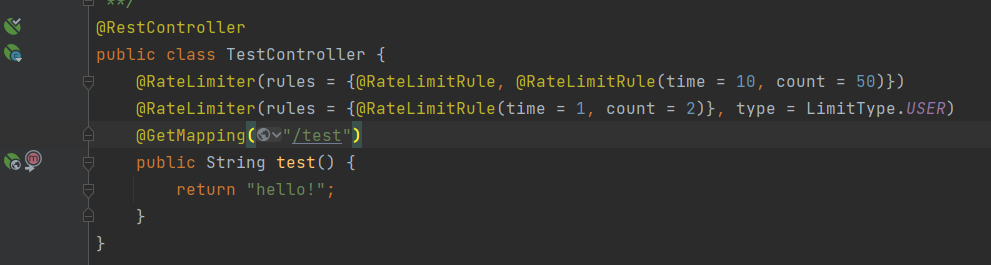 **/
@RestController
public class TestController {
@RateLimiter(rules = {@RateLimitRule, @RateLimitRule(time = 10, count = 50)})
@RateLimiter(rules = {@RateLimitRule(time = 1, count = 2)}, type = LimitType.USER)
@GetMapping("/test")
public String test() {
return "hello!";
}
}